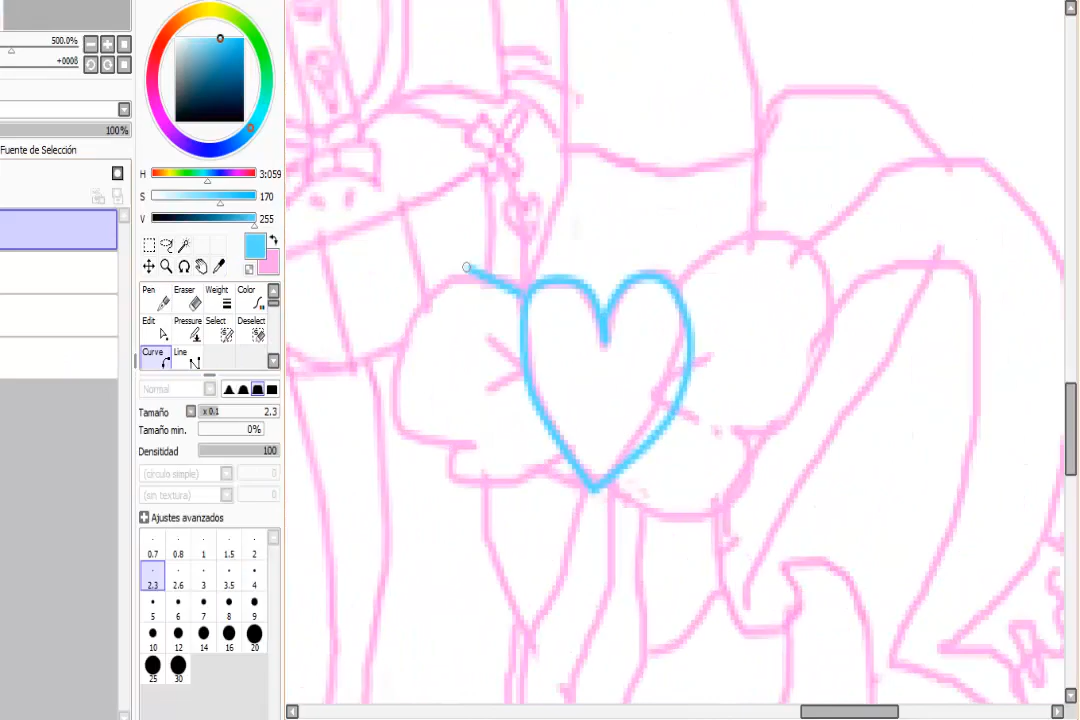 500.0%
+0008
100%
Fuente de Selección
H 3:059
S 170
V 255
Pen Eraser Weight Color
Edit Pressure Select Deselect
Curve Line
Normal
Tamaño x 0.1 2.3
Tamaño min. 0%
Densitidad 100
(circulo simple) 0
(sin textura) 0
Ajustes avanzados
0.7 0.8 1 1.5 2
2.3 2.6 3 3.5 4
5 6 7 8 9
10 12 14 16 20
25 30